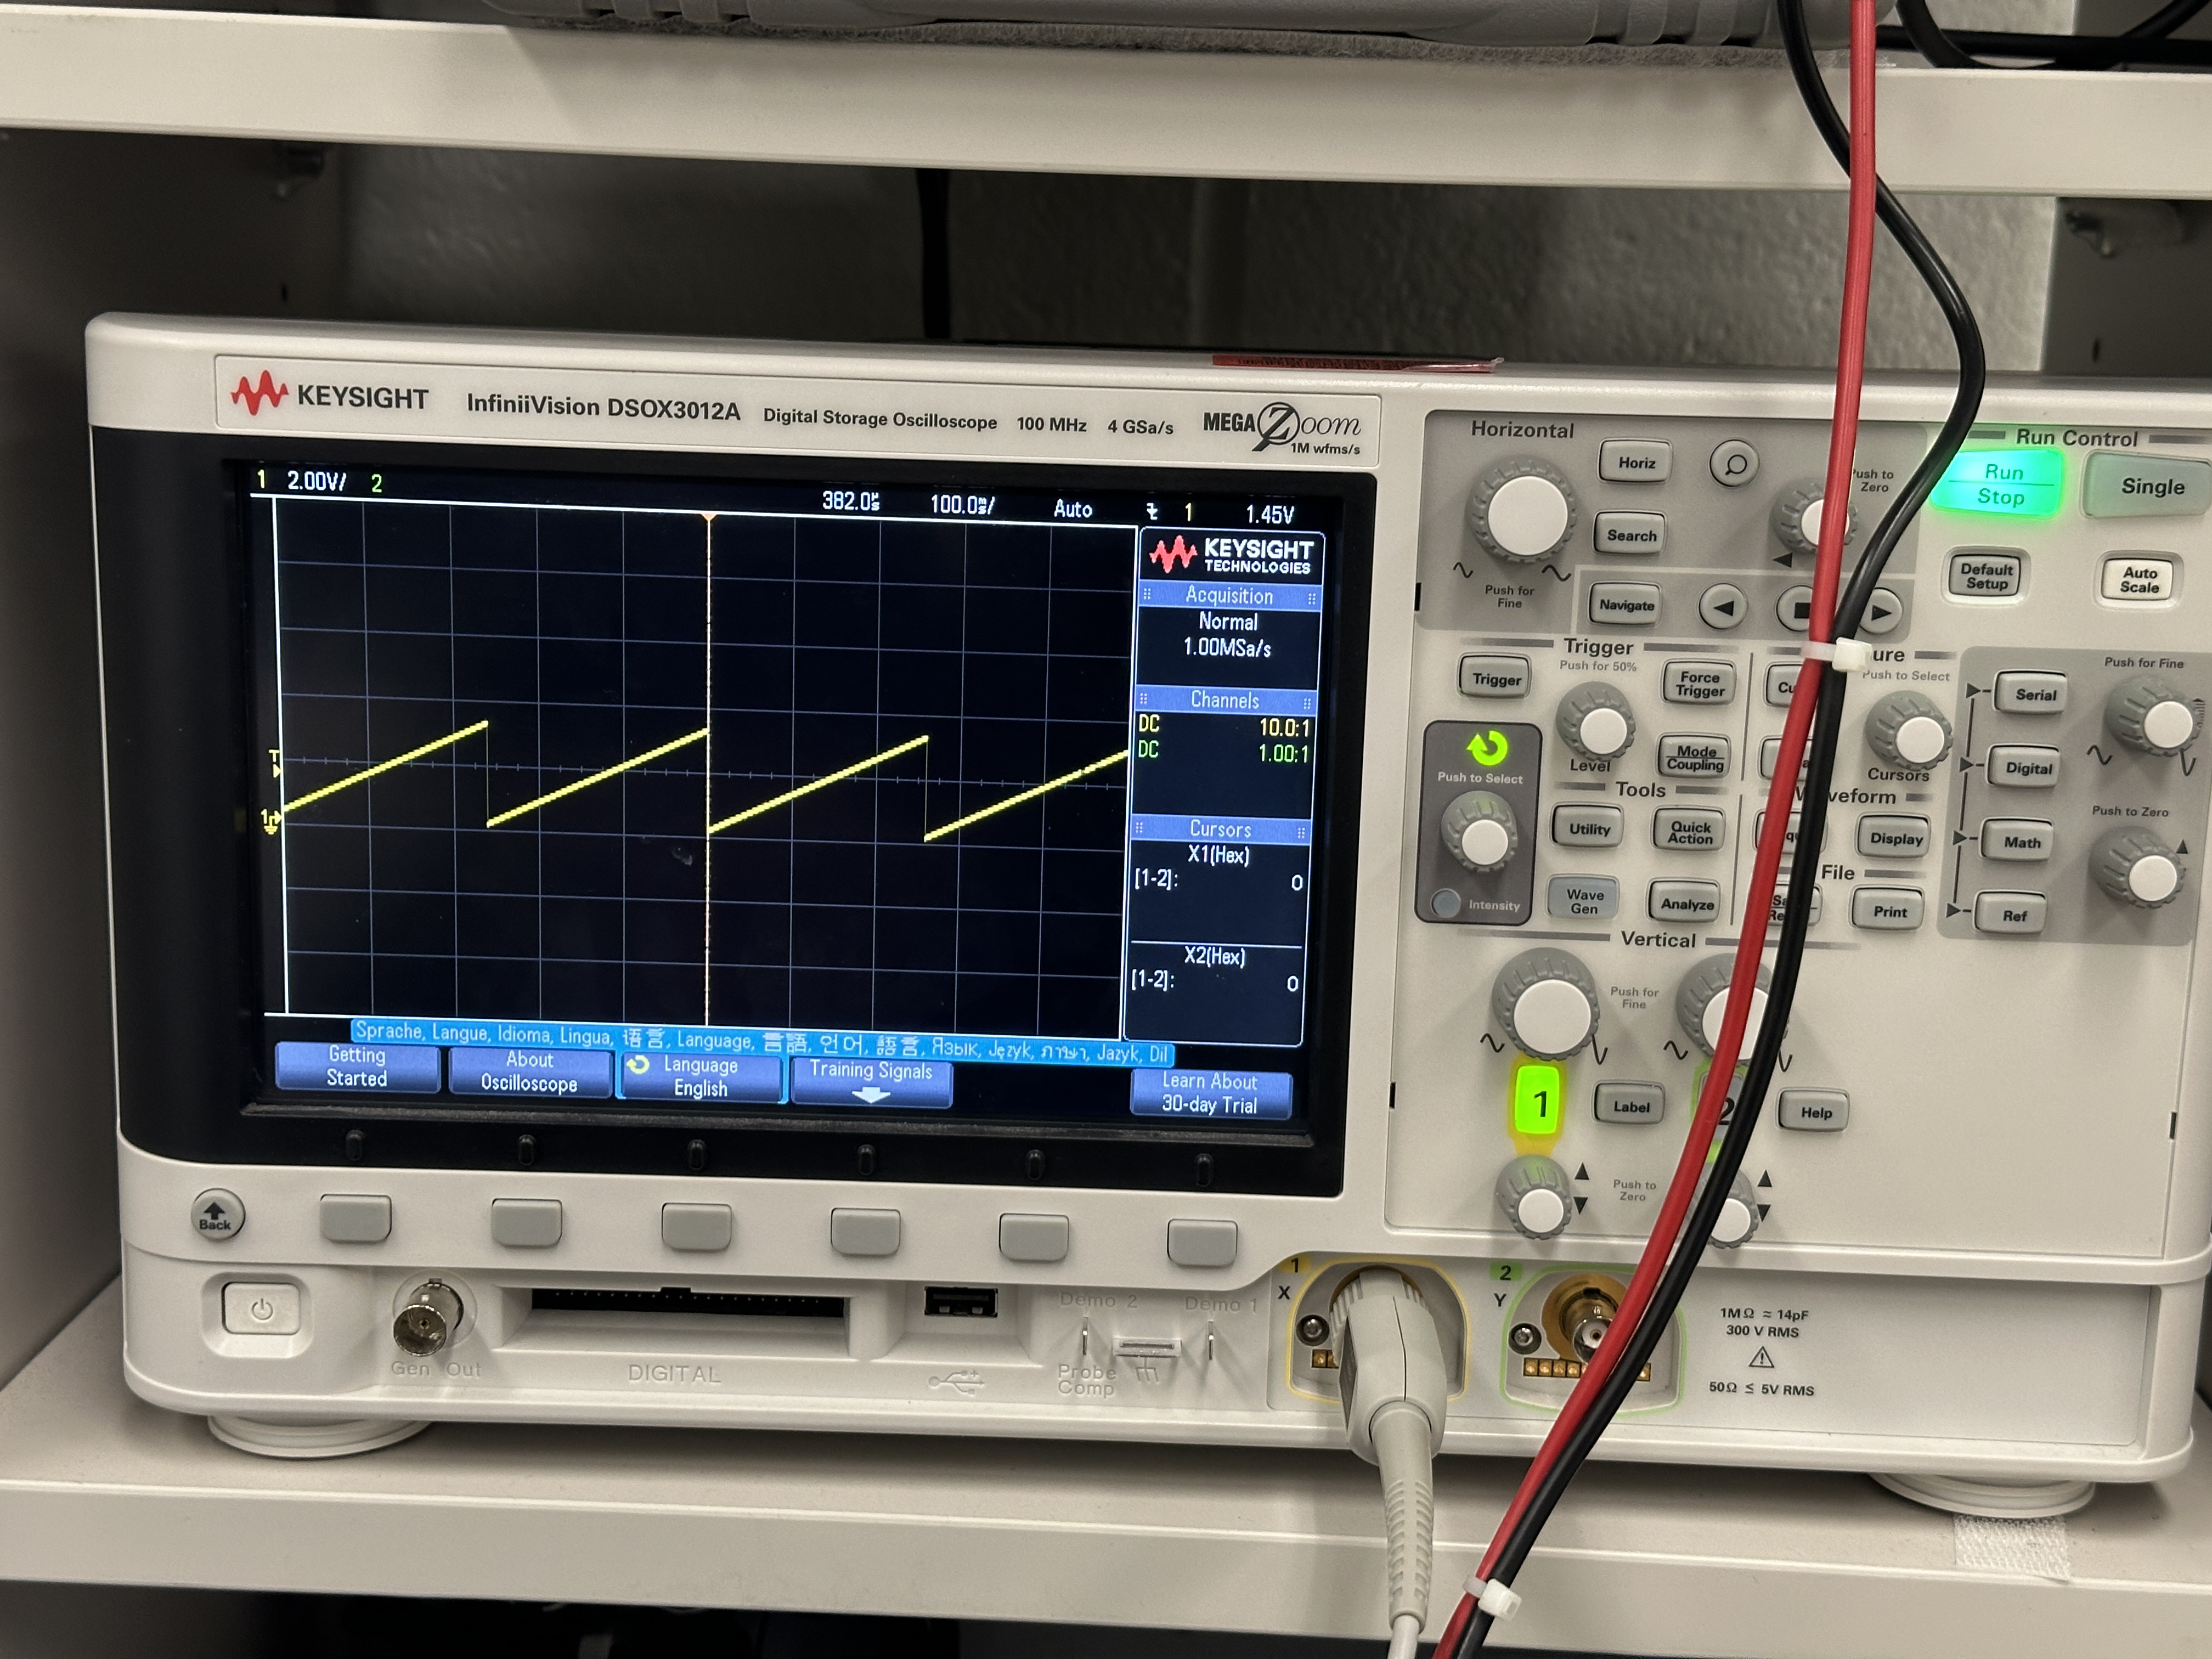 KEYSIGHT InfiniiVision DSOX3012A Digital Storage Oscilloscope 100 MHz 4 GSa/s MEGA Zoom
1M wfms/s
1 2.00V/ 2 382.0us 100.0ms/ Auto 1 1.45V
KEYSIGHT
TECHNOLOGIES
Acquisition
Normal
1.00MSa/s
Channels
DC 10.0:1
DC 1.00:1
Cursors
X1(Hex)
[1-2]: 0
X2(Hex)
[1-2]: 0
T
1
Sprache, Langue, Idioma, Lingua, 语言, Language, 言語, 언어, 語言, Язык, Język, ภาษา, Jazyk, Dil
Getting
Started
About
Oscilloscope
Language
English
Training Signals
Learn About
30-day Trial
Back
Horizontal
Horiz
Search
Navigate
Push for
Fine
Push to
Zero
Run Control
Run
Stop
Single
Default
Setup
Auto
Scale
Trigger
Push for 50%
Trigger
Force
Trigger
Level
Mode
Coupling
Push to Select
Cursors
Push to Select
Intensity
Tools
Utility
Quick
Action
Wave
Gen
Analyze
Display
File
Print
Push for Fine
Serial
Digital
Math
Ref
Push to Zero
Vertical
Push for
Fine
1
Label
2
Help
Push to
Zero
Gen Out
DIGITAL
Demo 2
Demo 1
Probe
Comp
1
X
2
Y
1MΩ ≈ 14pF
300 V RMS
50Ω ≤ 5V RMS